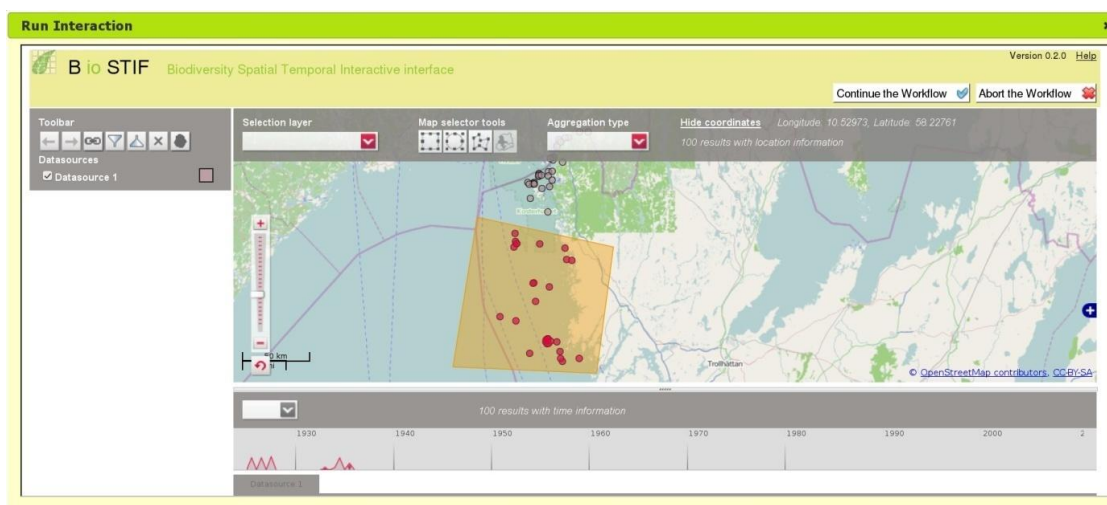 Run Interaction
Version 0.2.0 Help
B io STIF Biodiversity Spatial Temporal Interactive interface
Continue the Workflow Abort the Workflow
Toolbar
Datasources
Datasource 1
Selection layer Map selector tools Aggregation type Hide coordinates Longitude: 10.52973, Latitude: 58.22761
100 results with location information
km
Trollhättan
© OpenStreetMap contributors, CC-BY-SA
100 results with time information
1930 1940 1950 1960 1970 1980 1990 2000 2
Datasource 1